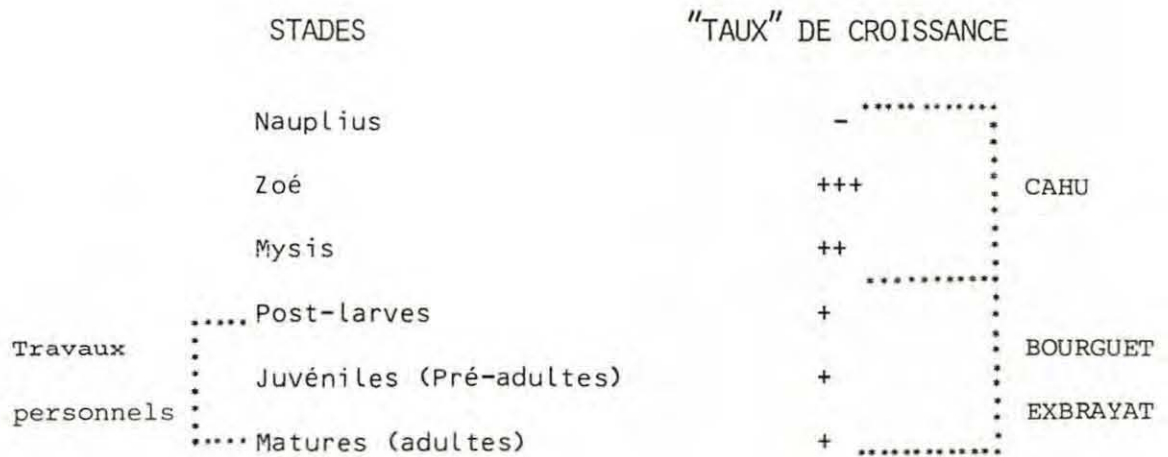 STADES "TAUX" DE CROISSANCE
Nauplius -
Zoé +++ CAHU
Mysis ++
Post-larves +
Travaux BOURGUET
Juvéniles (Pré-adultes) +
personnels EXBRAYAT
Matures (adultes) +